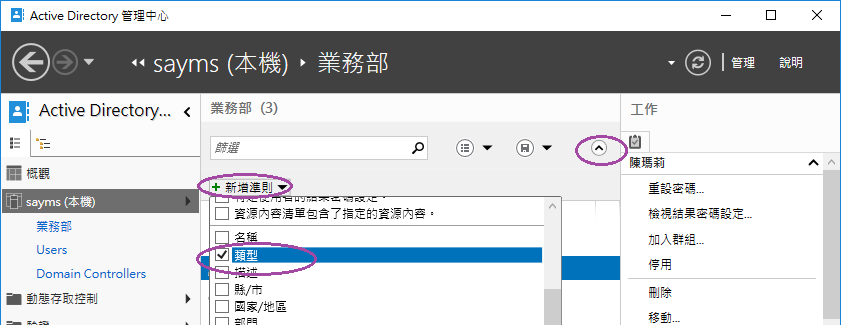 Active Directory 管理中心
sayms (本機) 業務部
管理 說明
Active Directory...
業務部 (3)
篩選
新增準則
資源內容清單包含了指定的資源內容。
名稱
類型
描述
縣/市
國家/地區
部門
概觀
sayms (本機)
業務部
Users
Domain Controllers
動態存取控制
驗證
工作
陳瑪莉
重設密碼...
檢視結果密碼設定...
加入群組...
停用
刪除
移動...